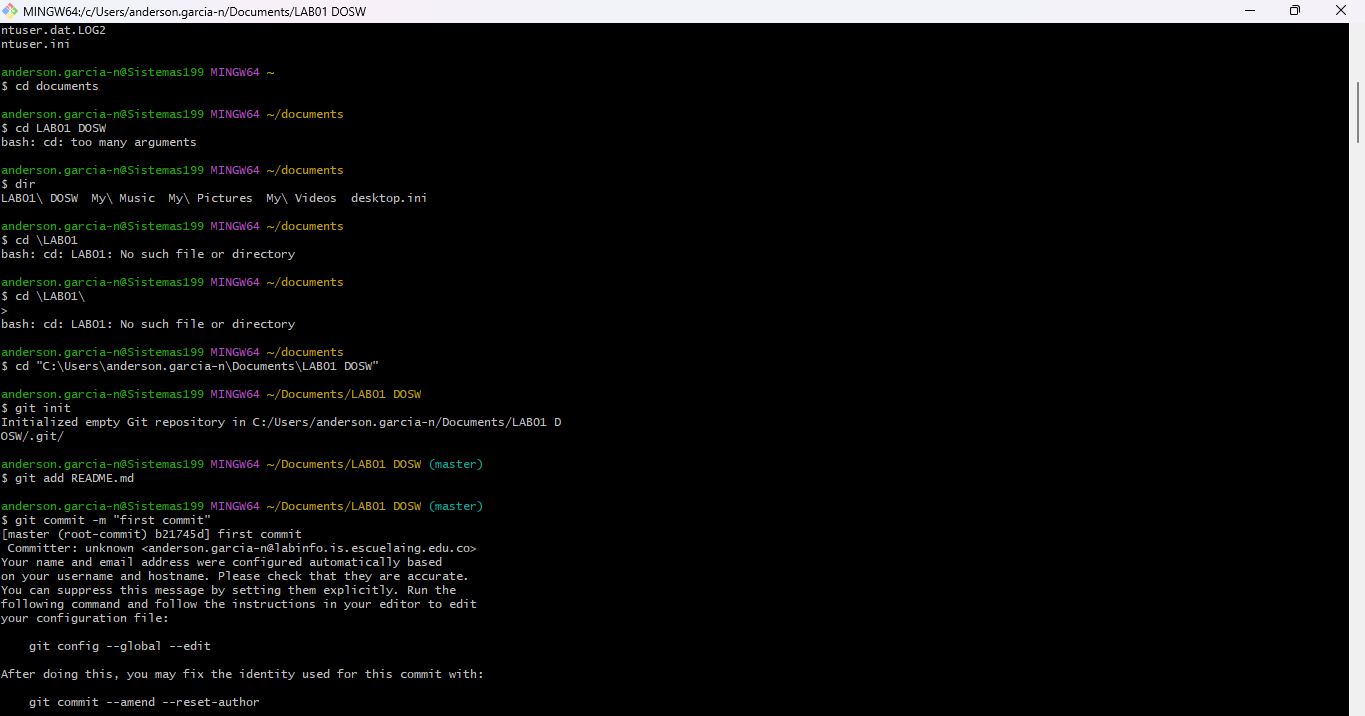 MINGW64:/c/Users/anderson.garcia-n/Documents/LAB01 DOSW
ntuser.dat.LOG2
ntuser.ini
anderson.garcia-n@Sistemas199 MINGW64 ~
$ cd documents
anderson.garcia-n@Sistemas199 MINGW64 ~/documents
$ cd LAB01 DOSW
bash: cd: too many arguments
anderson.garcia-n@Sistemas199 MINGW64 ~/documents
$ dir
LAB01\ DOSW  My\ Music  My\ Pictures  My\ Videos  desktop.ini
anderson.garcia-n@Sistemas199 MINGW64 ~/documents
$ cd \LAB01
bash: cd: LAB01: No such file or directory
anderson.garcia-n@Sistemas199 MINGW64 ~/documents
$ cd \LAB01\
>
bash: cd: LAB01: No such file or directory
anderson.garcia-n@Sistemas199 MINGW64 ~/documents
$ cd "C:\Users\anderson.garcia-n\Documents\LAB01 DOSW"
anderson.garcia-n@Sistemas199 MINGW64 ~/Documents/LAB01 DOSW
$ git init
Initialized empty Git repository in C:/Users/anderson.garcia-n/Documents/LAB01 D
OSW/.git/
anderson.garcia-n@Sistemas199 MINGW64 ~/Documents/LAB01 DOSW (master)
$ git add README.md
anderson.garcia-n@Sistemas199 MINGW64 ~/Documents/LAB01 DOSW (master)
$ git commit -m "first commit"
[master (root-commit) b21745d] first commit
 Committer: unknown <anderson.garcia-n@labinfo.is.escuelaing.edu.co>
Your name and email address were configured automatically based
on your username and hostname. Please check that they are accurate.
You can suppress this message by setting them explicitly. Run the
following command and follow the instructions in your editor to edit
your configuration file:
    git config --global --edit
After doing this, you may fix the identity used for this commit with:
    git commit --amend --reset-author